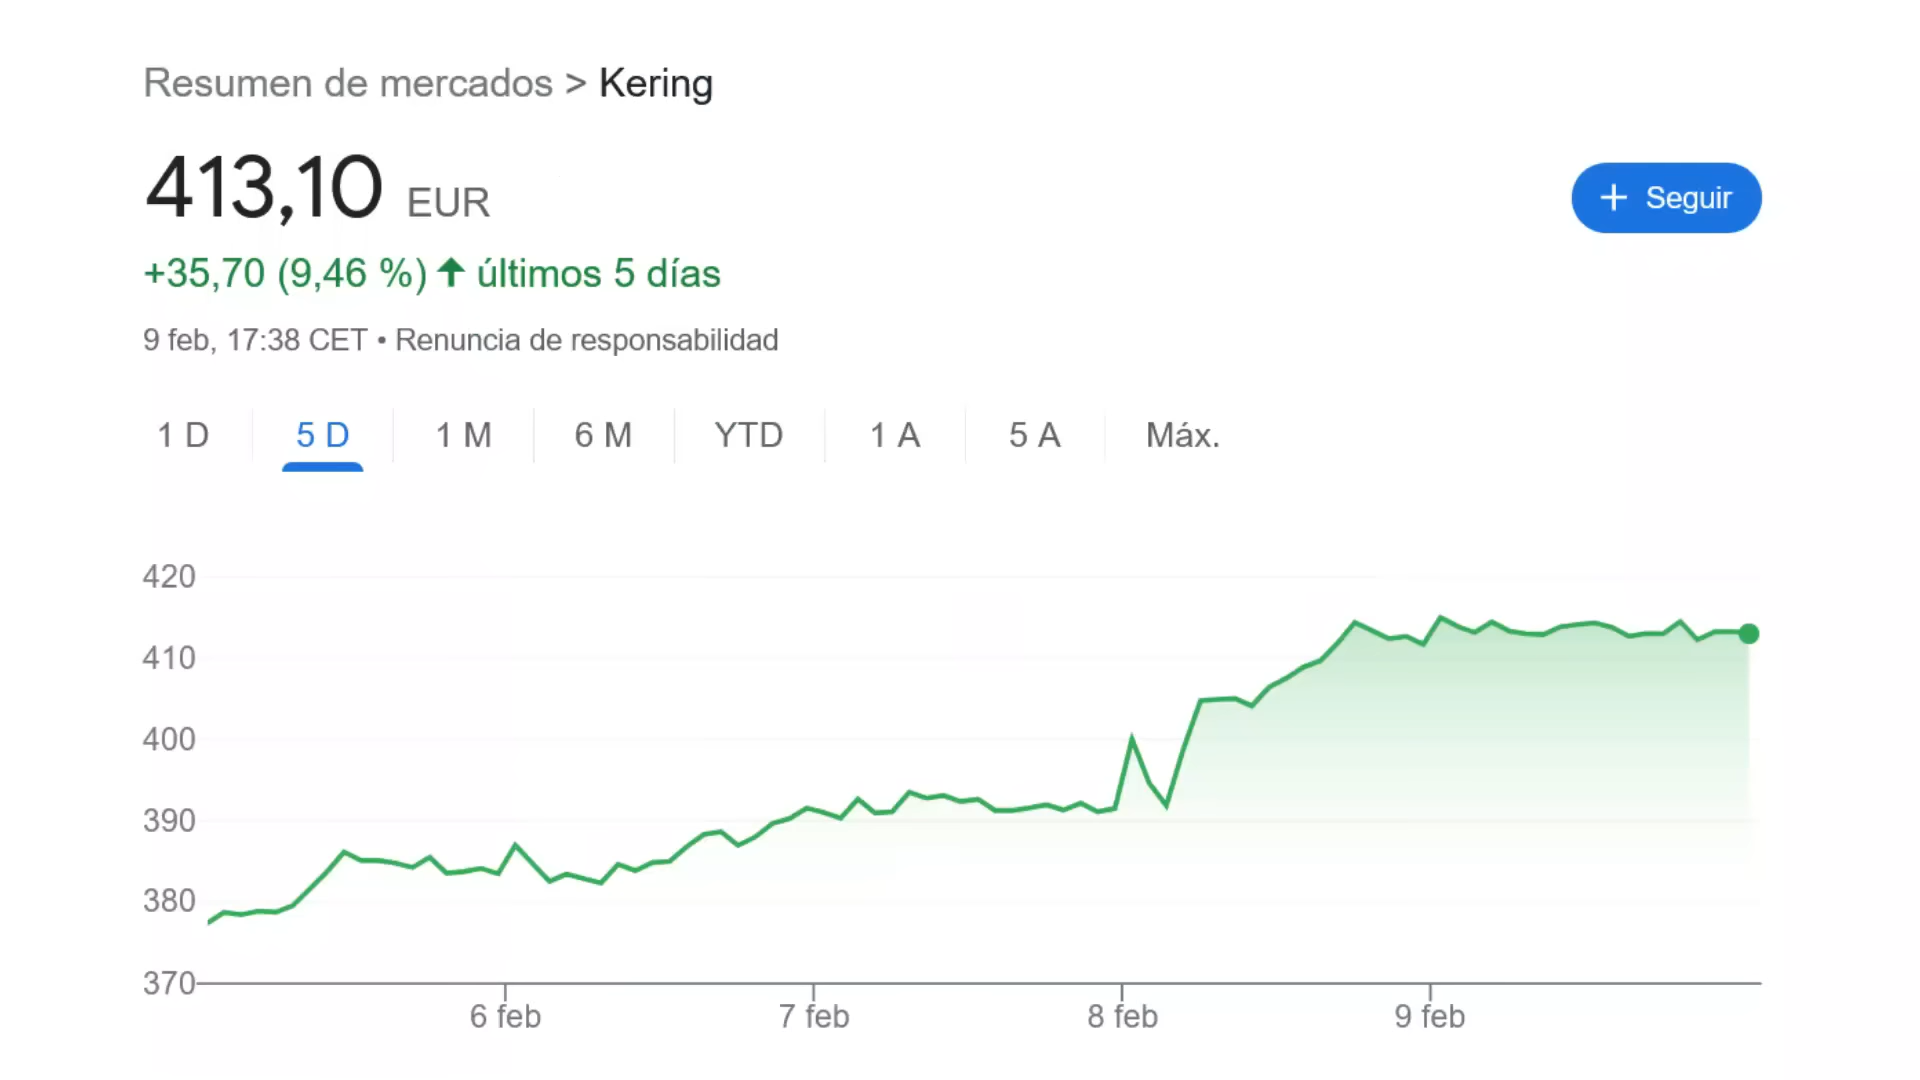 Resumen de mercados > Kering
413,10 EUR
+ Seguir
+35,70 (9,46 %) ↑ últimos 5 días
9 feb, 17:38 CET • Renuncia de responsabilidad
1 D 5 D 1 M 6 M YTD 1 A 5 A Máx.
420
410
400
390
380
370
6 feb 7 feb 8 feb 9 feb